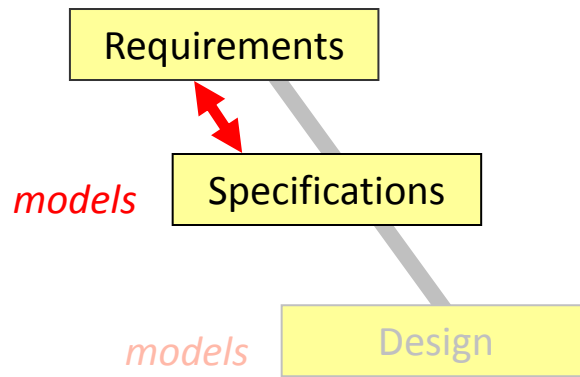 Requirements
models
Specifications
models
Design